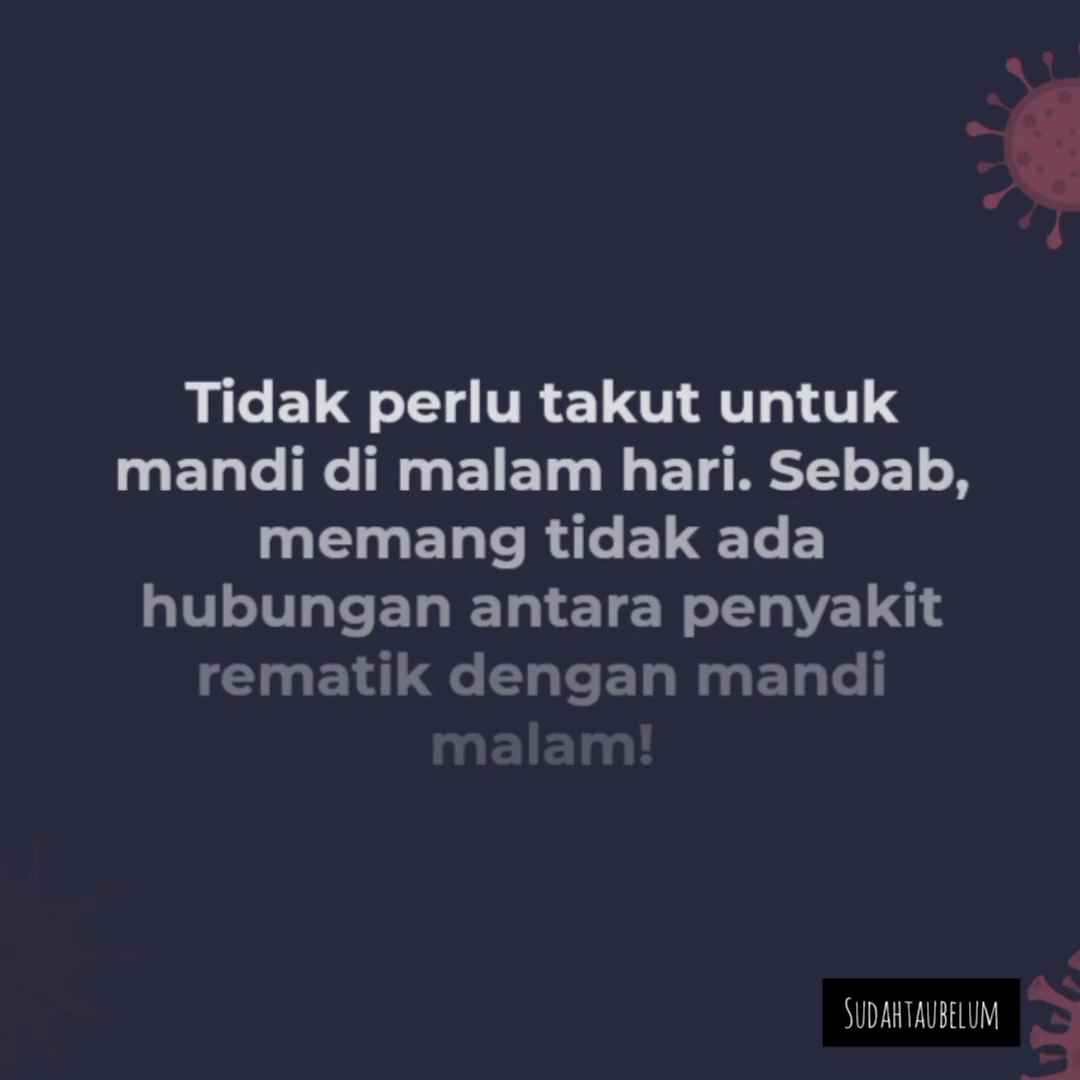 Tidak perlu takut untuk
mandi di malam hari. Sebab,
memang tidak ada
hubungan antara penyakit
rematik dengan mandi
malam!
SUDAHTAUBELUM